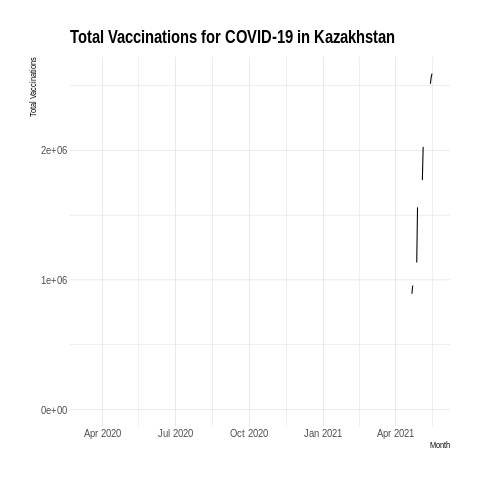 Total Vaccinations for COVID-19 in Kazakhstan
Total Vaccinations
2e+06
1e+06
0e+00
Apr 2020 Jul 2020 Oct 2020 Jan 2021 Apr 2021
Month